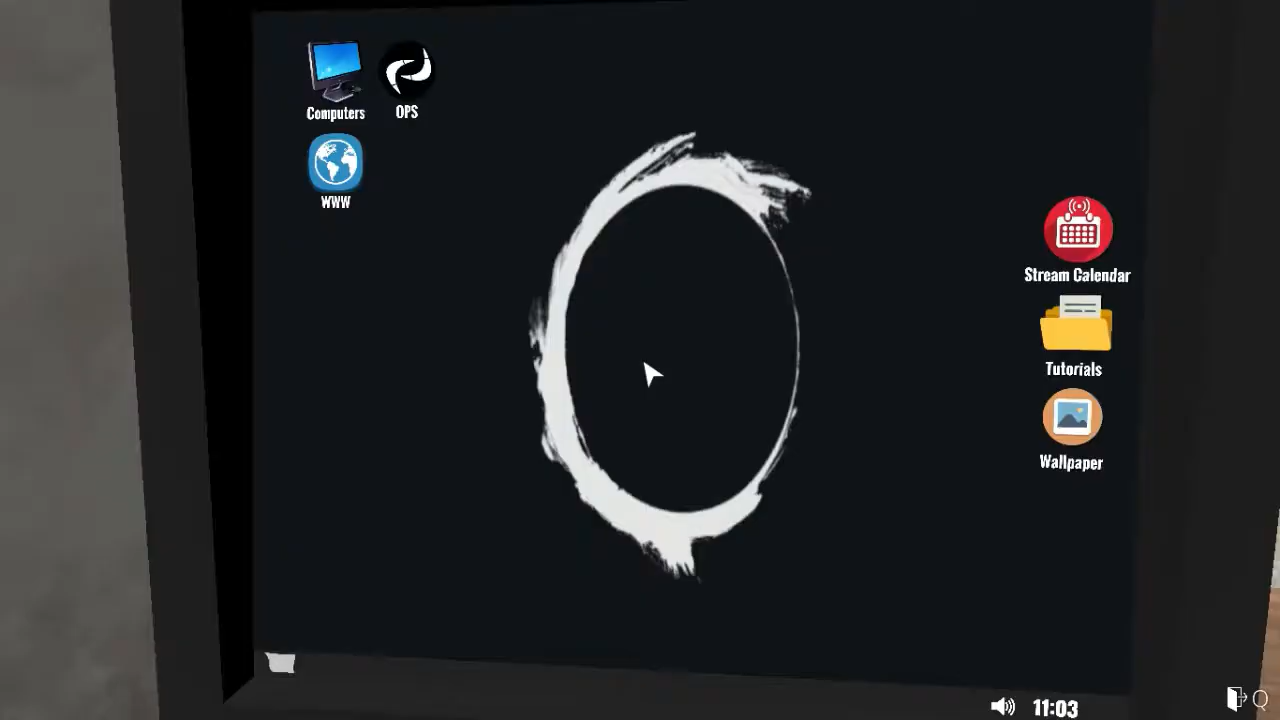 Computers
OPS
WWW
Stream Calendar
Tutorials
Wallpaper
11:03
Q